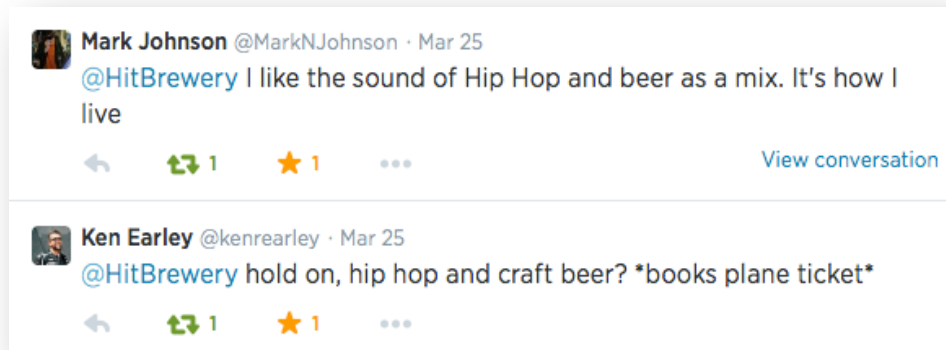 Mark Johnson @MarkNJohnson · Mar 25
@HitBrewery I like the sound of Hip Hop and beer as a mix. It's how I
live
1 1 •••
View conversation
Ken Earley @kenrearley · Mar 25
@HitBrewery hold on, hip hop and craft beer? *books plane ticket*
1 1 •••